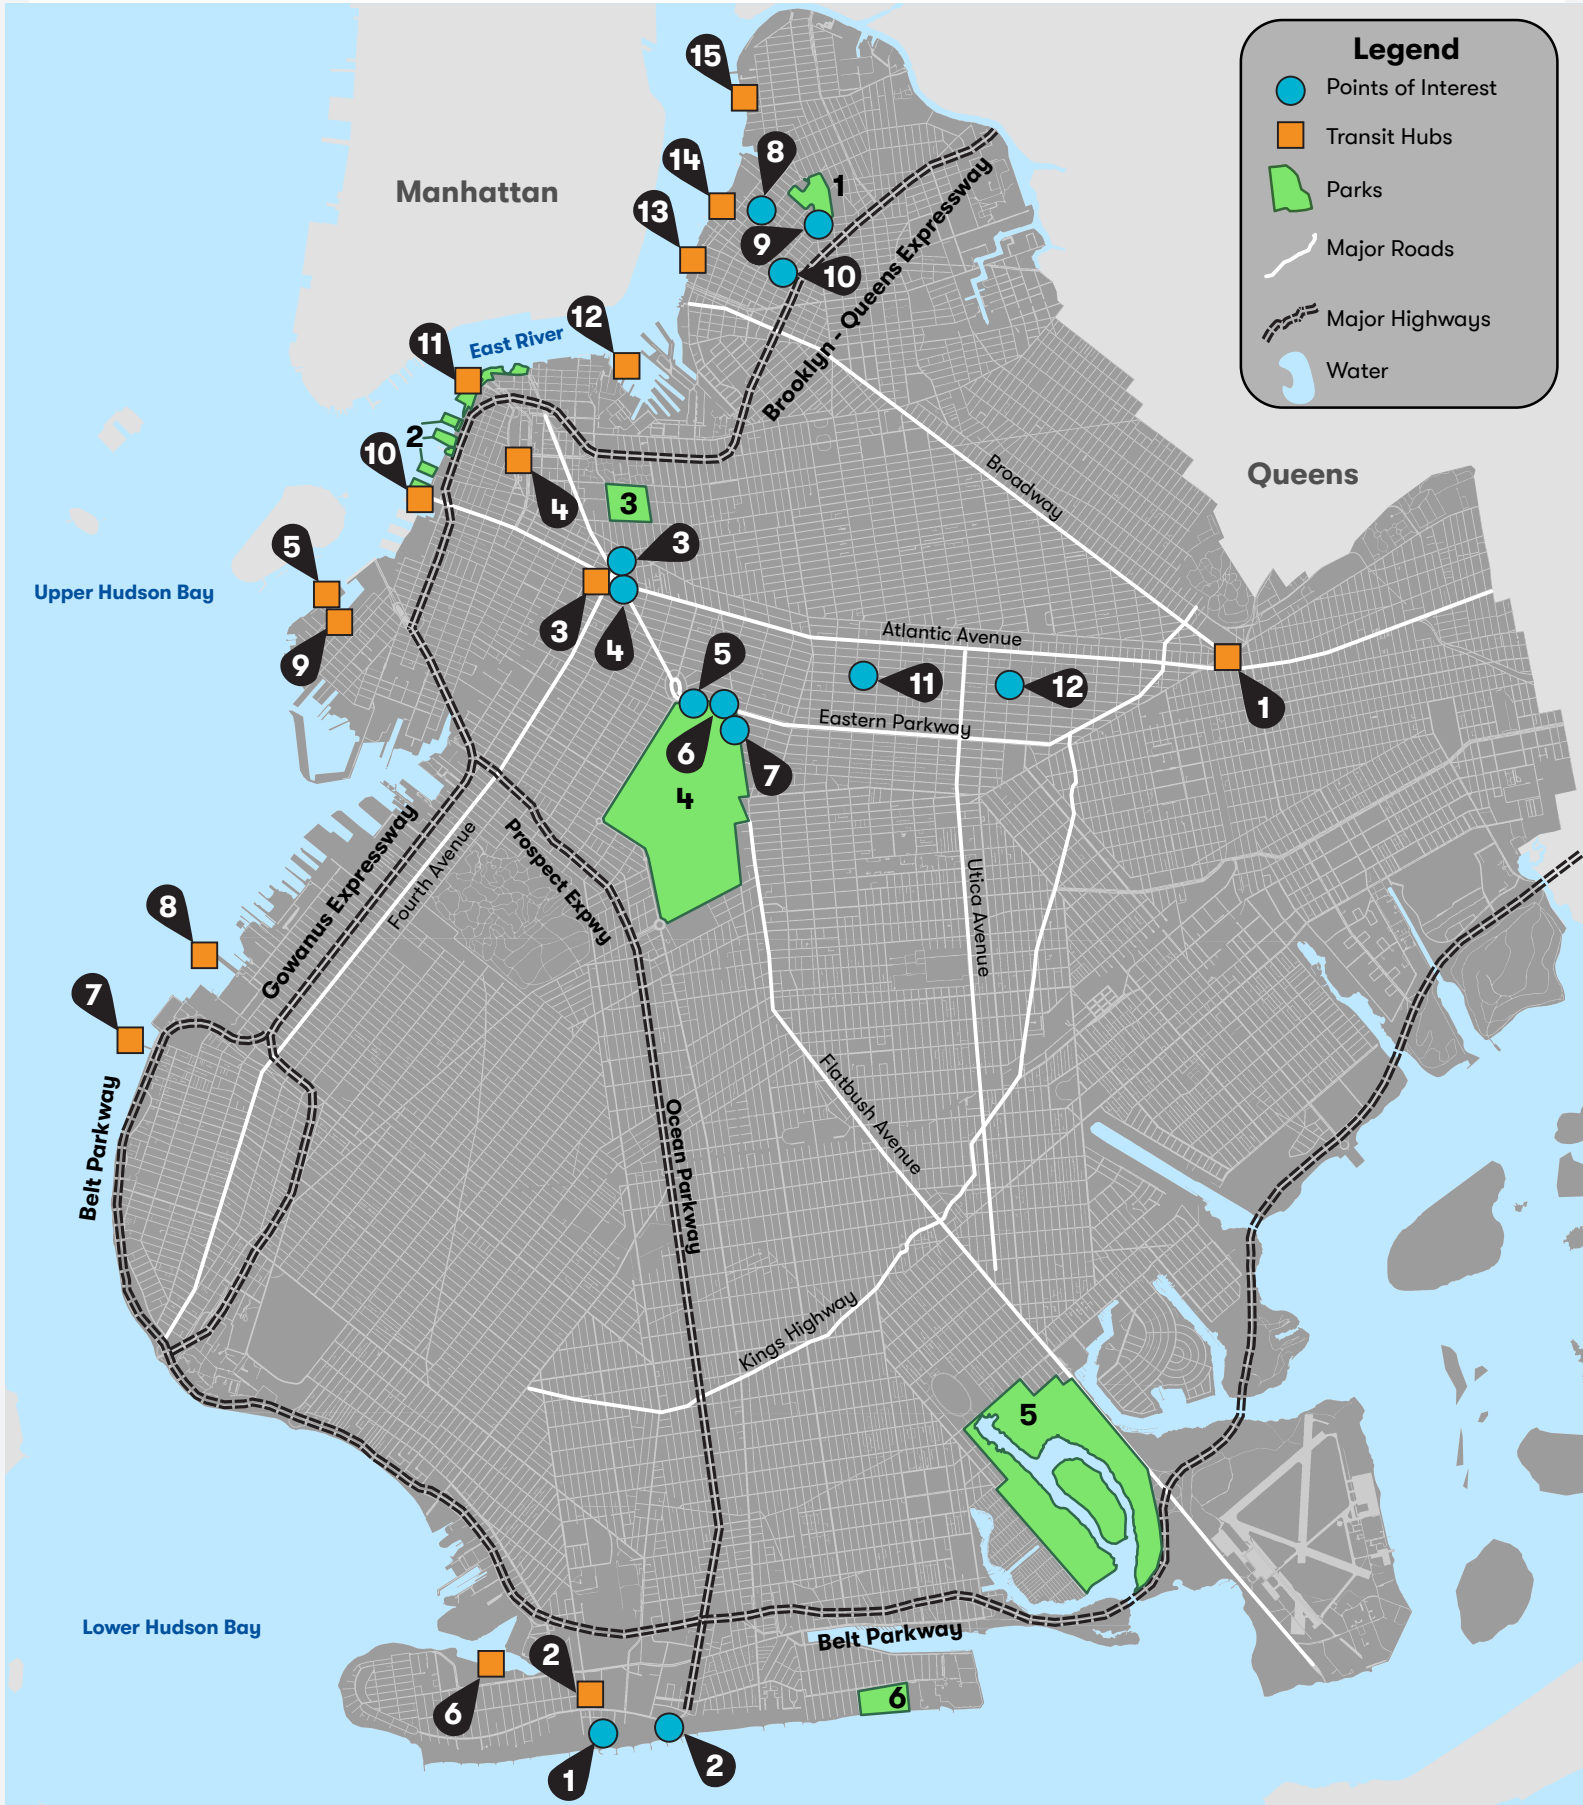 Legend
Points of Interest
Transit Hubs
Parks
Major Roads
Major Highways
Water
15
14
8
1
13
9
10
Manhattan
Brooklyn - Queens Expressway
12
11
East River
2
10
4
3
Broadway
Queens
5
3
Upper Hudson Bay
9
3
4
Atlantic Avenue
5
11
12
1
6
7
Eastern Parkway
4
Gowanus Expressway
Fourth Avenue
Prospect Expwy
Utica Avenue
8
7
Belt Parkway
Ocean Parkway
Flatbush Avenue
Kings Highway
5
Lower Hudson Bay
Belt Parkway
6
2
6
1
2